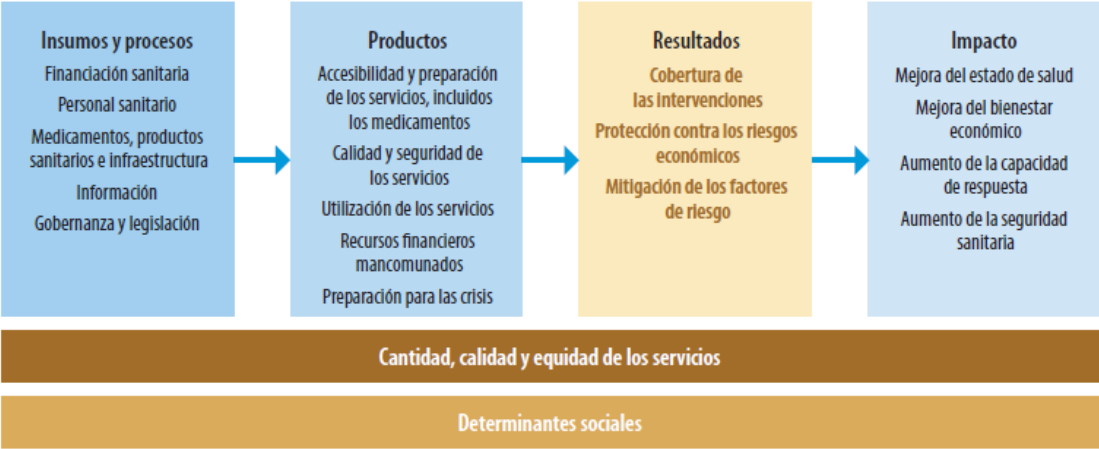 Insumos y procesos
Financiación sanitaria
Personal sanitario
Medicamentos, productos
sanitarios e infraestructura
Información
Gobernanza y legislación
Productos
Accesibilidad y preparación
de los servicios, incluidos
los medicamentos
Calidad y seguridad de
los servicios
Utilización de los servicios
Recursos financieros
mancomunados
Preparación para las crisis
Resultados
Cobertura de
las intervenciones
Protección contra los riesgos
económicos
Mitigación de los factores
de riesgo
Impacto
Mejora del estado de salud
Mejora del bienestar
económico
Aumento de la capacidad
de respuesta
Aumento de la seguridad
sanitaria
Cantidad, calidad y equidad de los servicios
Determinantes sociales